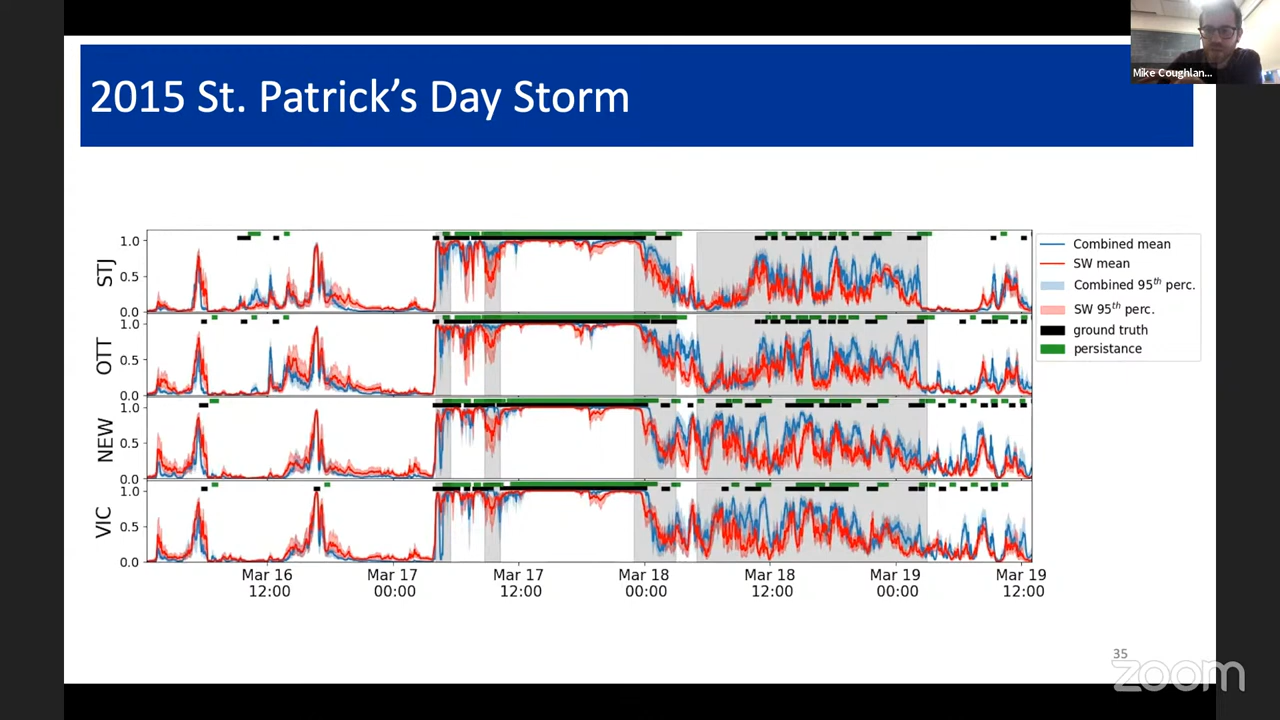 Mike Coughlan...
2015 St. Patrick's Day Storm
STJ
1.0
0.5
0.0
OTT
1.0
0.5
0.0
NEW
1.0
0.5
0.0
VIC
1.0
0.5
0.0
Mar 16
12:00
Mar 17
00:00
Mar 17
12:00
Mar 18
00:00
Mar 18
12:00
Mar 19
00:00
Mar 19
12:00
Combined mean
SW mean
Combined 95th perc.
SW 95th perc.
ground truth
persistance
35
zoom